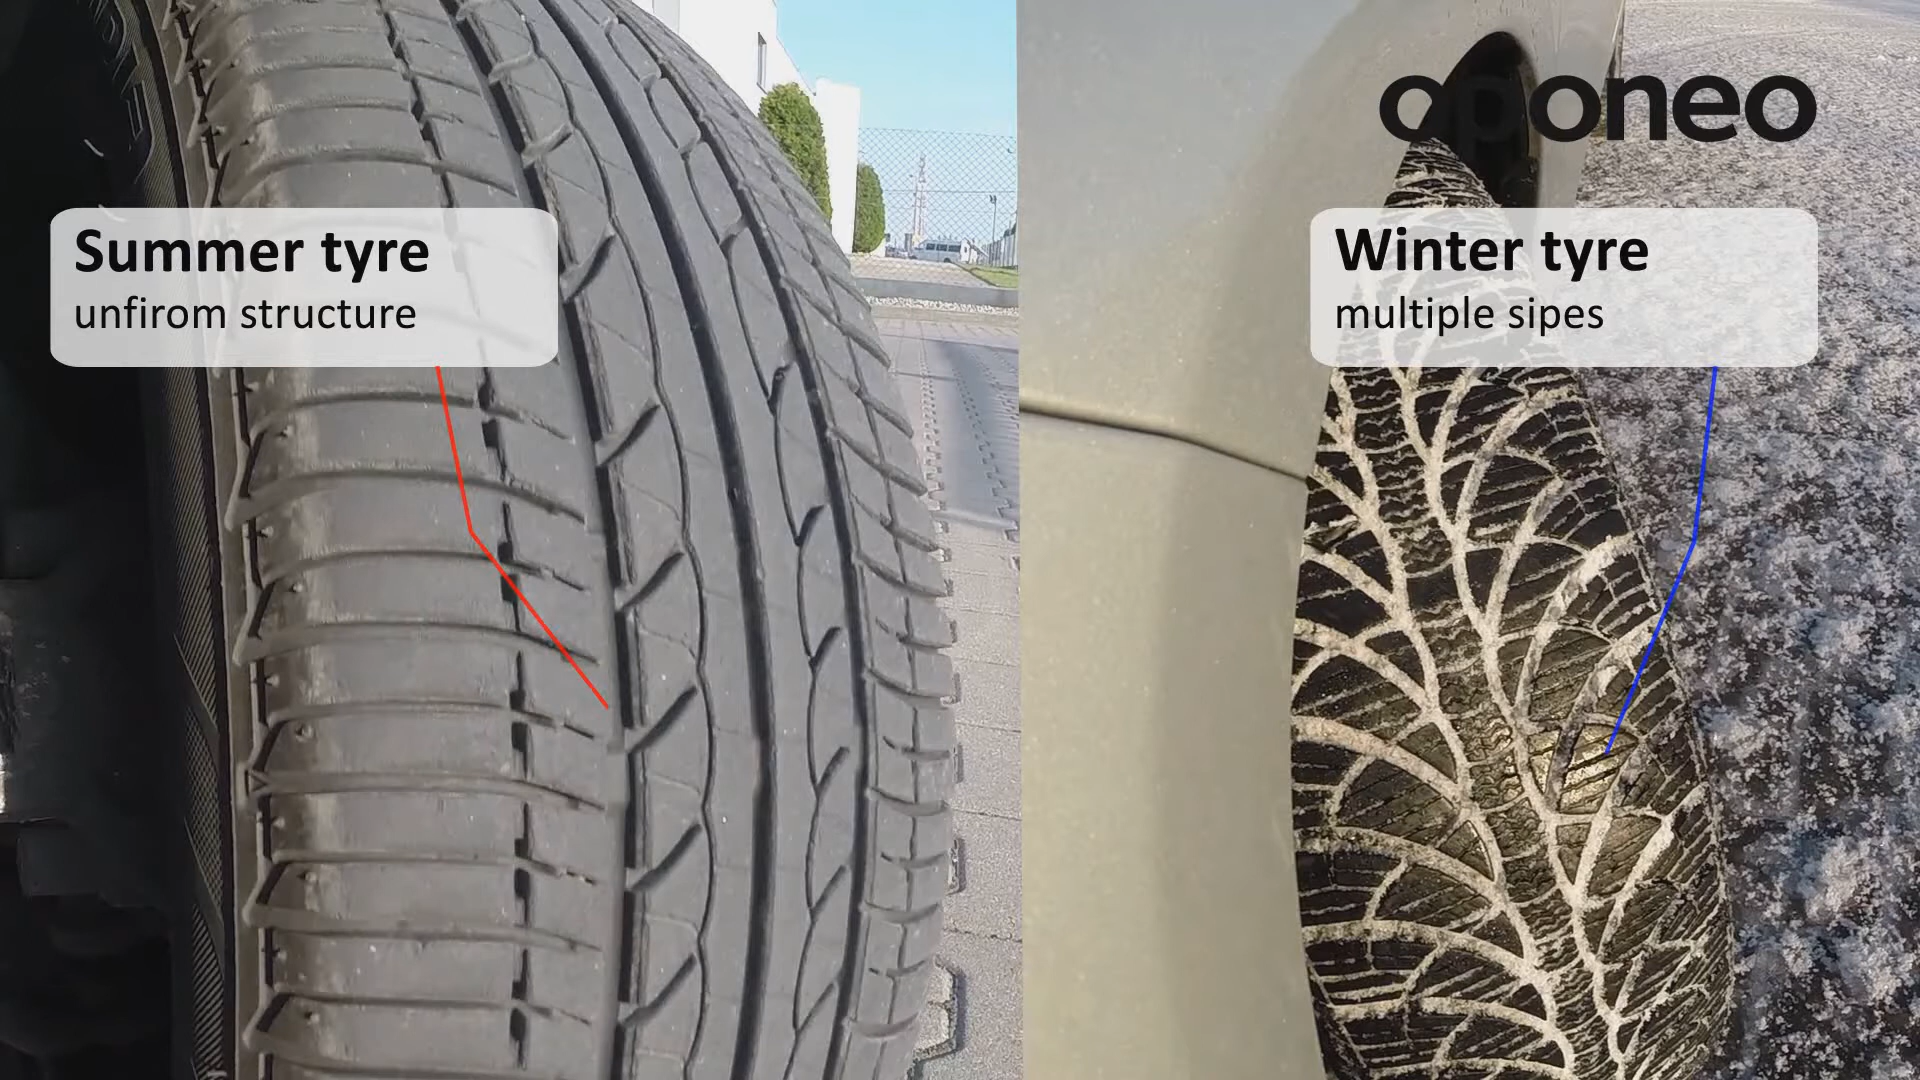 oponeo
Summer tyre
unfirom structure
Winter tyre
multiple sipes